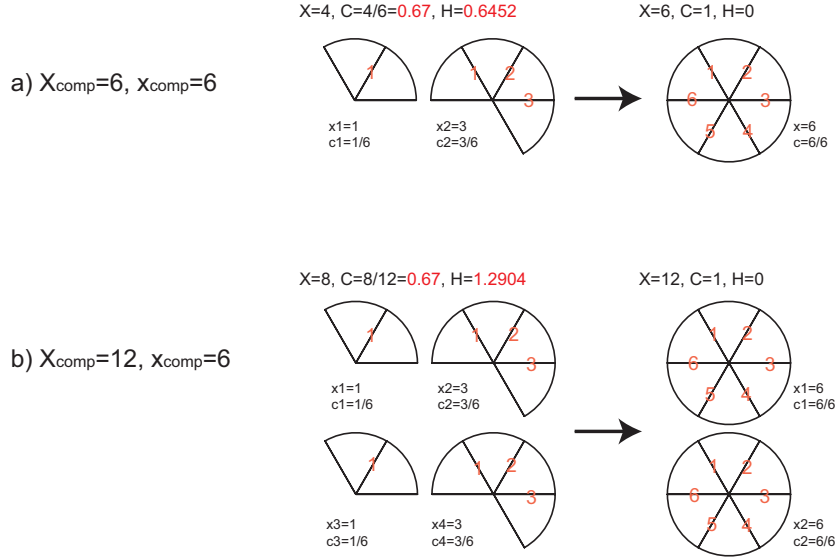 X=4, C=4/6=0.67, H=0.6452
X=6, C=1, H=0
a) Xcomp=6, xcomp=6
1
1 2
3
x1=1
c1=1/6
x2=3
c2=3/6
1 2
6 3
5 4
x=6
c=6/6
X=8, C=8/12=0.67, H=1.2904
X=12, C=1, H=0
b) Xcomp=12, xcomp=6
1
1 2
3
x1=1
c1=1/6
x2=3
c2=3/6
1 2
6 3
5 4
x1=6
c1=6/6
1
1 2
3
x3=1
c3=1/6
x4=3
c4=3/6
1 2
6 3
5 4
x2=6
c2=6/6